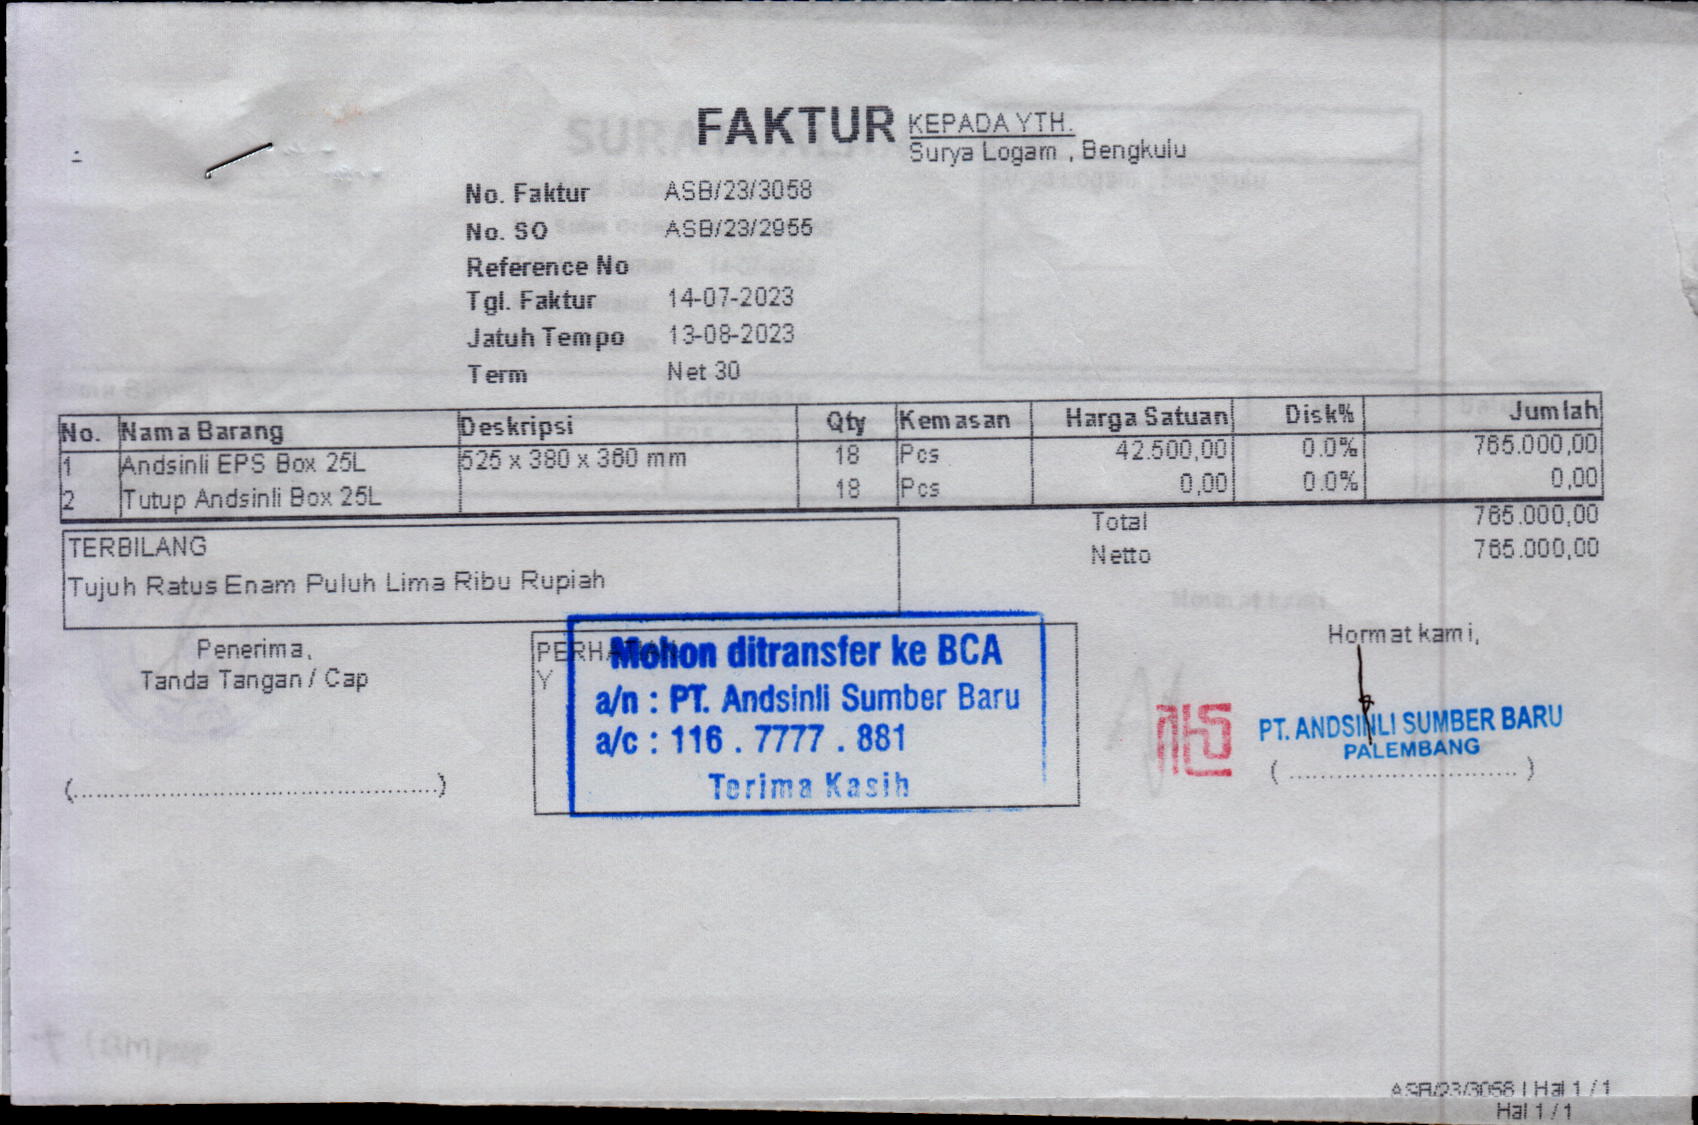 FAKTUR
KEPADA YTH.
Surya Logam , Bengkulu
No. Faktur ASB/23/3058
No. SO ASB/23/2955
Reference No
Tgl. Faktur 14-07-2023
Jatuh Tempo 13-08-2023
Term Net 30
No. Nama Barang Deskripsi Qty Kemasan Harga Satuan Disk% Jumlah
1 Andsinli EPS Box 25L 525 x 380 x 360 mm 18 Pcs 42.500,00 0.0% 765.000,00
2 Tutup Andsinli Box 25L 18 Pcs 0,00 0.0% 0,00
Total 765.000,00
Netto 765.000,00
TERBILANG
Tujuh Ratus Enam Puluh Lima Ribu Rupiah
Penerima,
Tanda Tangan / Cap
(................................................)
Y
Mohon ditransfer ke BCA
a/n : PT. Andsinli Sumber Baru
a/c : 116 . 7777 . 881
Terima Kasih
Hormat kami,
PT. ANDSINLI SUMBER BARU
PALEMBANG
(..............................)
ASB/23/3058 | Hal 1 / 1
Hal 1 / 1